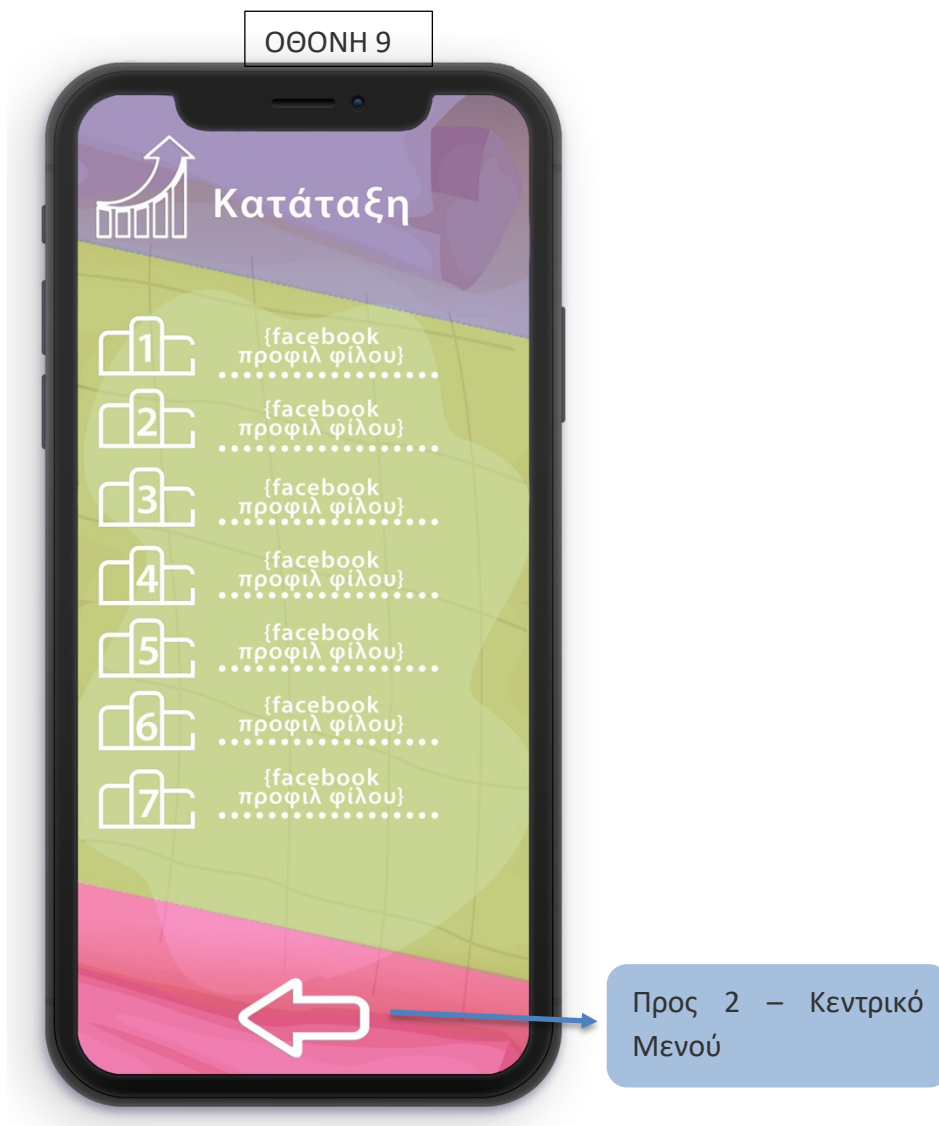 ΟΘΟΝΗ 9
Κατάταξη
1
{facebook
προφιλ φίλου}
2
{facebook
προφιλ φίλου}
3
{facebook
προφιλ φίλου}
4
{facebook
προφιλ φίλου}
5
{facebook
προφιλ φίλου}
6
{facebook
προφιλ φίλου}
7
{facebook
προφιλ φίλου}
Προς 2 – Κεντρικό
Μενού